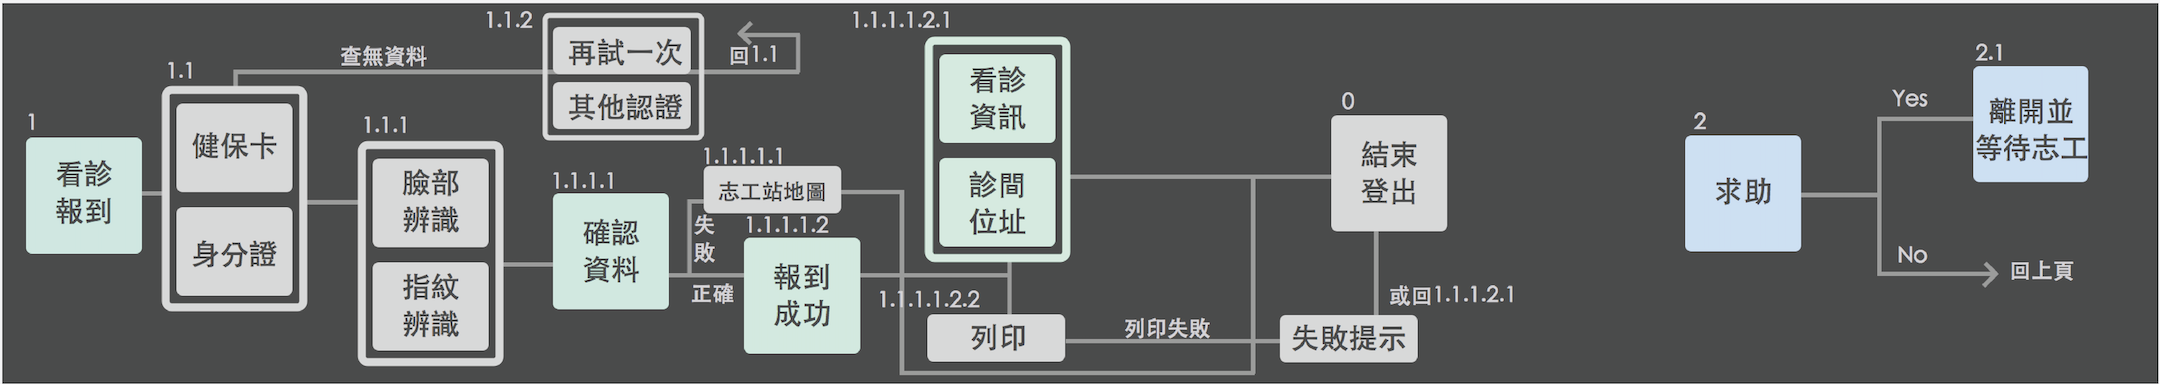 1
看診
報到
1.1
健保卡
身分證
查無資料
1.1.2
再試一次
其他認證
回1.1
1.1.1
臉部
辨識
指紋
辨識
1.1.1.1
確認
資料
失
敗
正確
1.1.1.1.1
志工站地圖
1.1.1.1.2
報到
成功
1.1.1.1.2.1
看診
資訊
診間
位址
1.1.1.1.2.2
列印
列印失敗
失敗提示
或回1.1.1.2.1
0
結束
登出
2
求助
Yes
2.1
離開並
等待志工
No
回上頁